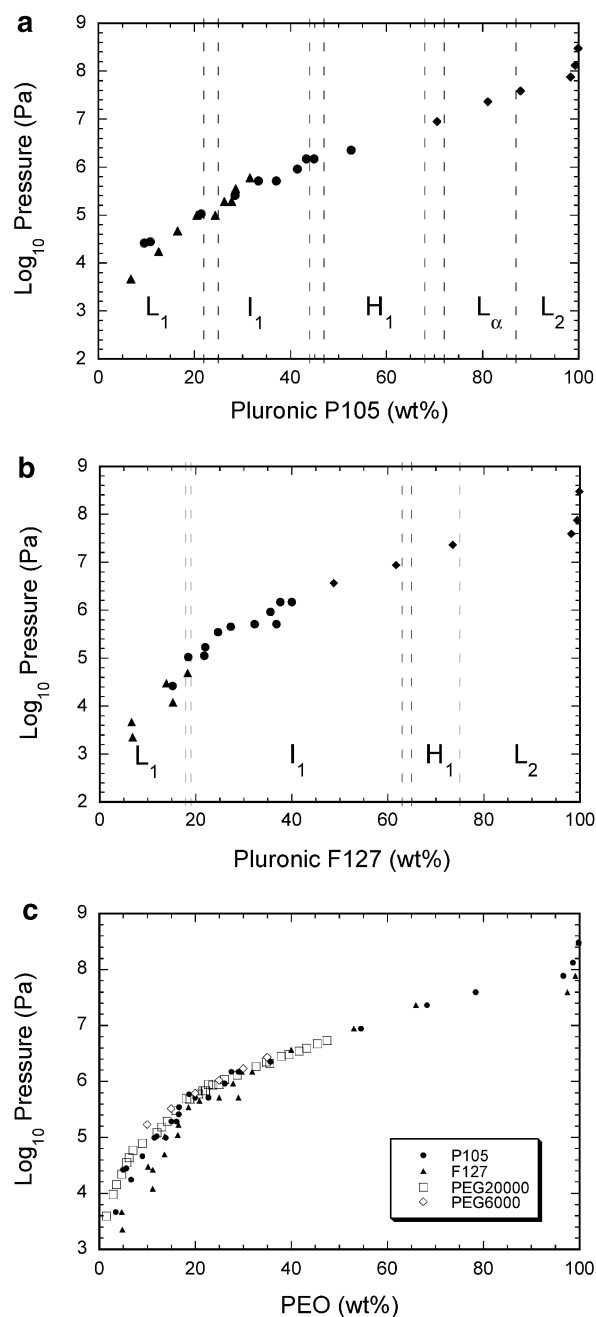 a
Log10 Pressure (Pa)
9
8
7
6
5
4
3
2
L1 I1 H1 Lα L2
0 20 40 60 80 100
Pluronic P105 (wt%)
b
Log10 Pressure (Pa)
9
8
7
6
5
4
3
2
L1 I1 H1 L2
0 20 40 60 80 100
Pluronic F127 (wt%)
c
Log10 Pressure (Pa)
9
8
7
6
5
4
3
P105
F127
PEG20000
PEG6000
0 20 40 60 80 100
PEO (wt%)